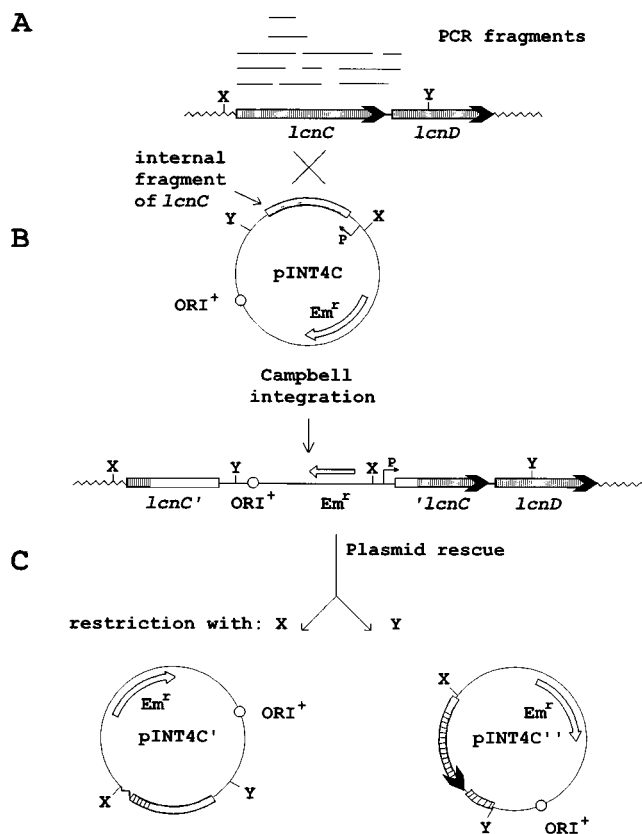 A
PCR fragments
X
Y
lcnC
lcnD
internal
fragment
of lcnC
Y
X
P
B
pINT4C
ORI+
Emr
Campbell
integration
X
Y
X
P
Y
lcnC'
ORI+
Emr
'lcnC
lcnD
C
Plasmid rescue
restriction with: X Y
Emr
ORI+
pINT4C'
X
Y
X
Emr
pINT4C''
Y
ORI+